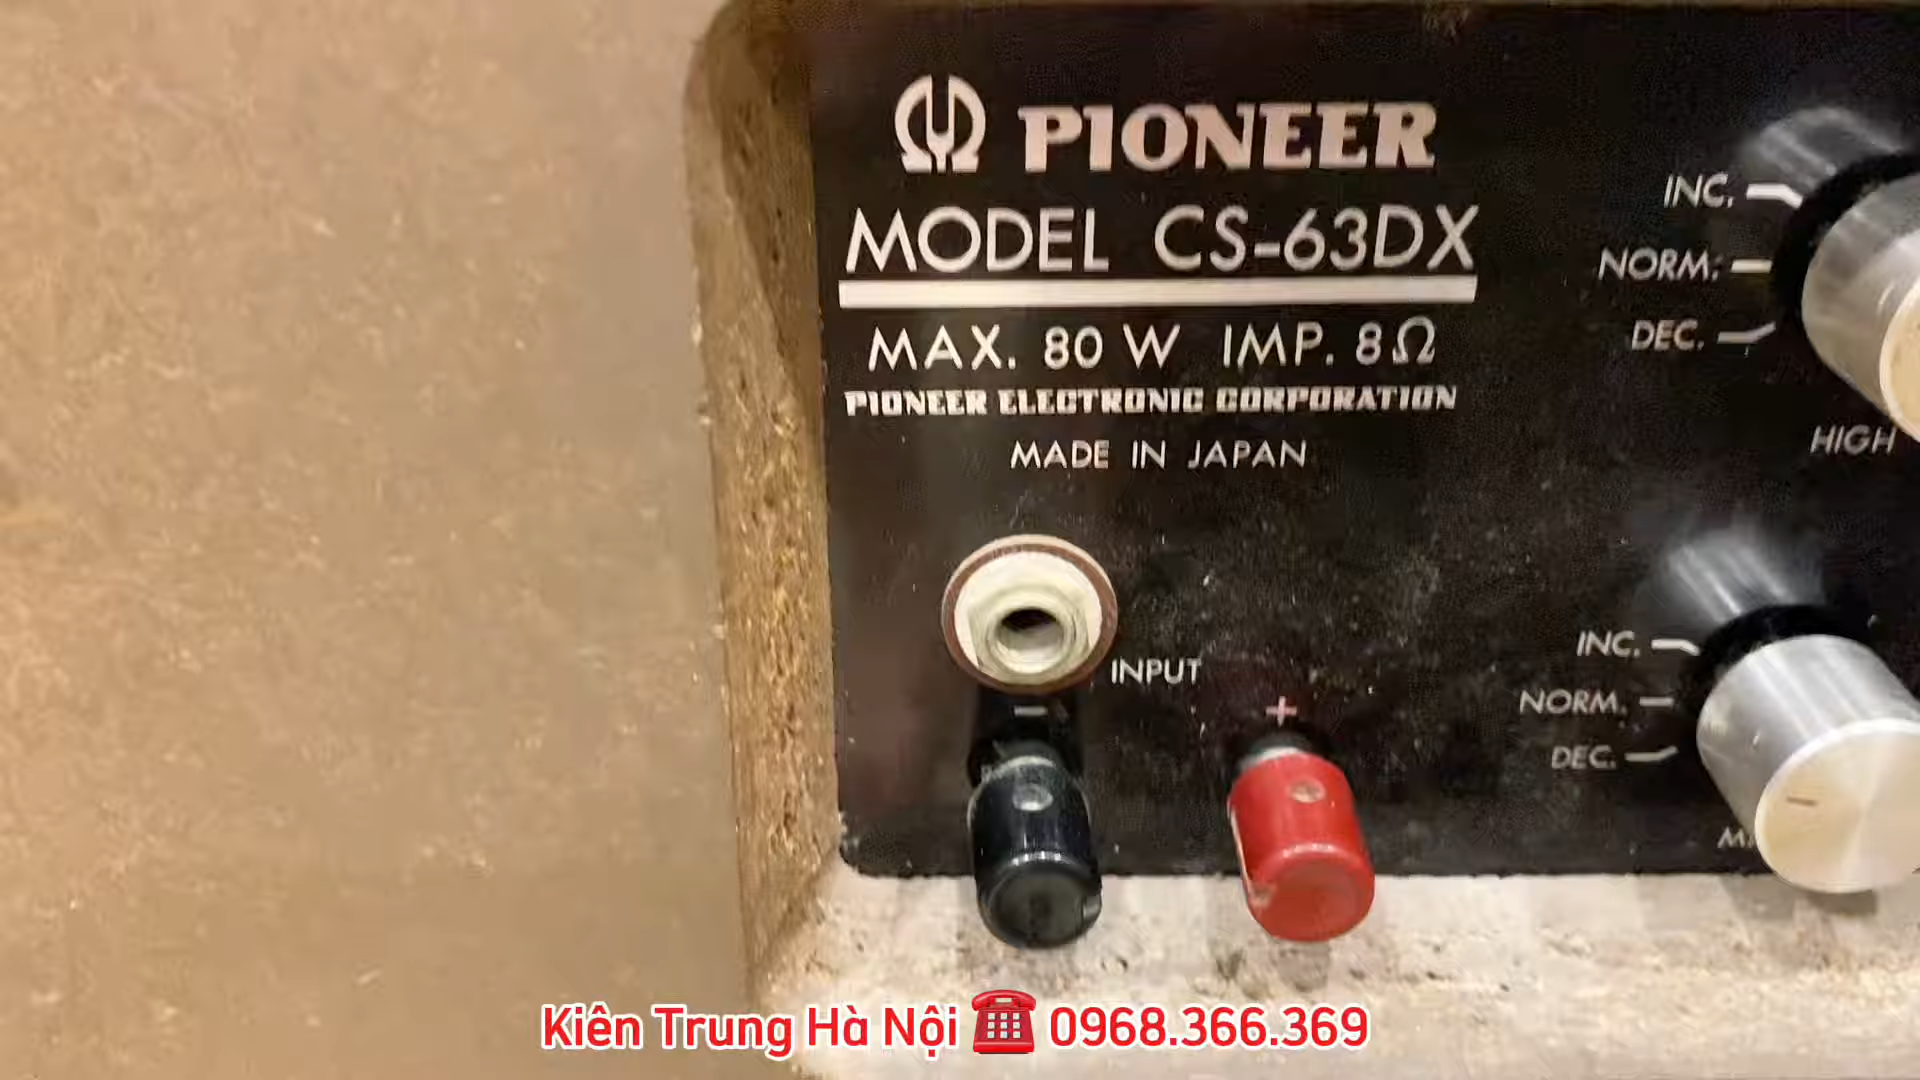 PIONEER
MODEL CS-63DX
MAX. 80 W IMP. 8Ω
PIONEER ELECTRONIC CORPORATION
MADE IN JAPAN
INPUT
−
+
INC.
NORM.
DEC.
HIGH
INC.
NORM.
DEC.
Kiên Trung Hà Nội ☎ 0968.366.369